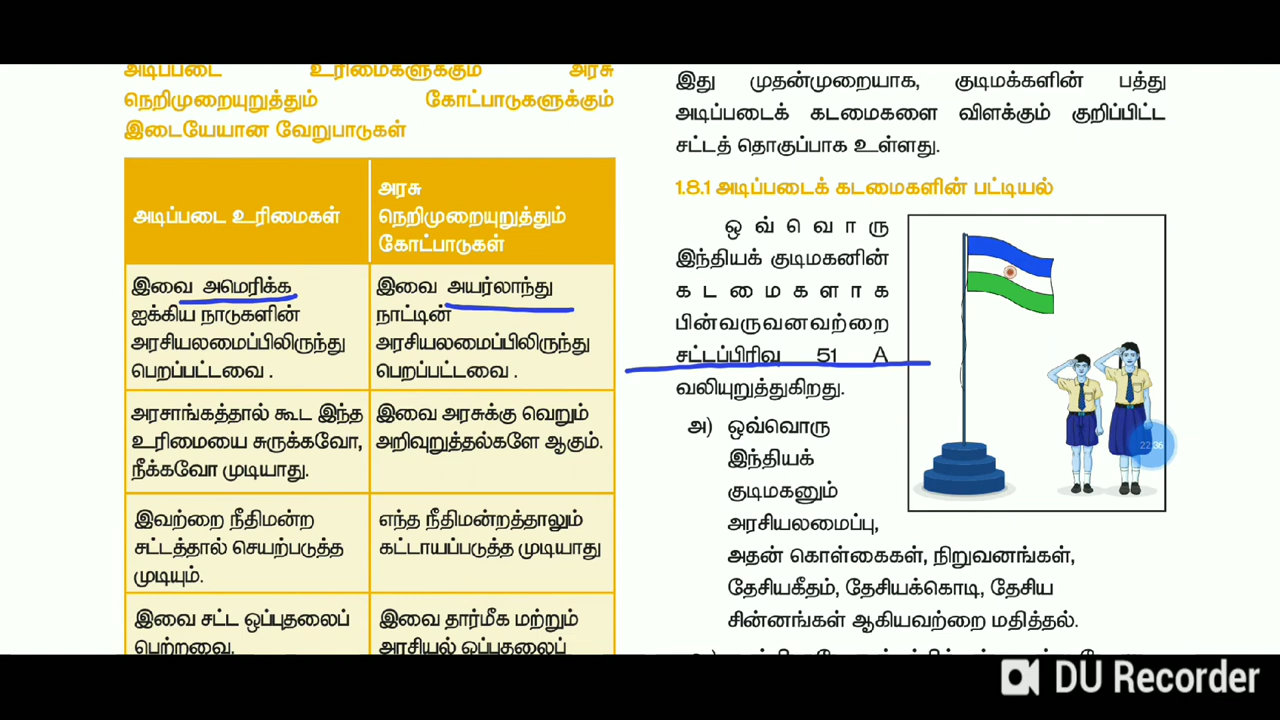 அடிப்படை உரிமைகளுக்கும் அரசு
நெறிமுறையுறுத்தும் கோட்பாடுகளுக்கும்
இடையேயான வேறுபாடுகள்
அடிப்படை உரிமைகள்
அரசு
நெறிமுறையுறுத்தும்
கோட்பாடுகள்
இவை அமெரிக்க
ஐக்கிய நாடுகளின்
அரசியலமைப்பிலிருந்து
பெறப்பட்டவை .
இவை அயர்லாந்து
நாட்டின்
அரசியலமைப்பிலிருந்து
பெறப்பட்டவை .
அரசாங்கத்தால் கூட இந்த
உரிமையை சுருக்கவோ,
நீக்கவோ முடியாது.
இவை அரசுக்கு வெறும்
அறிவுறுத்தல்களே ஆகும்.
இவற்றை நீதிமன்ற
சட்டத்தால் செயற்படுத்த
முடியும்.
எந்த நீதிமன்றத்தாலும்
கட்டாயப்படுத்த முடியாது
இவை சட்ட ஒப்புதலைப்
பெற்றவை.
இவை தார்மீக மற்றும்
அரசியல் ஒப்புதலைப்
இது முதன்முறையாக, குடிமக்களின் பத்து
அடிப்படைக் கடமைகளை விளக்கும் குறிப்பிட்ட
சட்டத் தொகுப்பாக உள்ளது.
1.8.1 அடிப்படைக் கடமைகளின் பட்டியல்
ஒவ்வொரு
இந்தியக் குடிமகனின்
கடமைகளாக
பின்வருவனவற்றை
சட்டப்பிரிவு 51 A
வலியுறுத்துகிறது.
அ) ஒவ்வொரு
இந்தியக்
குடிமகனும்
அரசியலமைப்பு,
அதன் கொள்கைகள், நிறுவனங்கள்,
தேசியகீதம், தேசியக்கொடி, தேசிய
சின்னங்கள் ஆகியவற்றை மதித்தல்.
22:36
DU Recorder